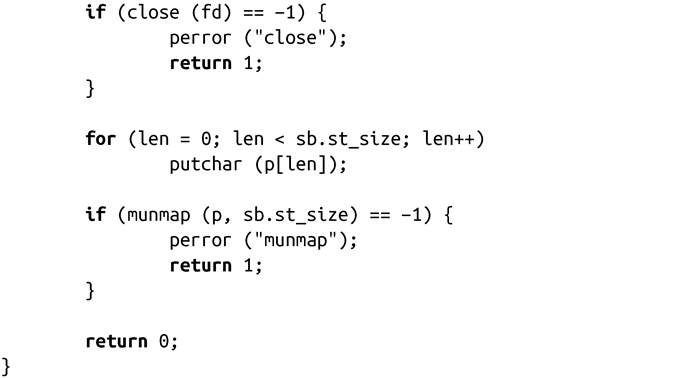 if (close (fd) == −1) {
perror ("close");
return 1;
}
for (len = 0; len < sb.st_size; len++)
putchar (p[len]);
if (munmap (p, sb.st_size) == −1) {
perror ("munmap");
return 1;
}
return 0;
}